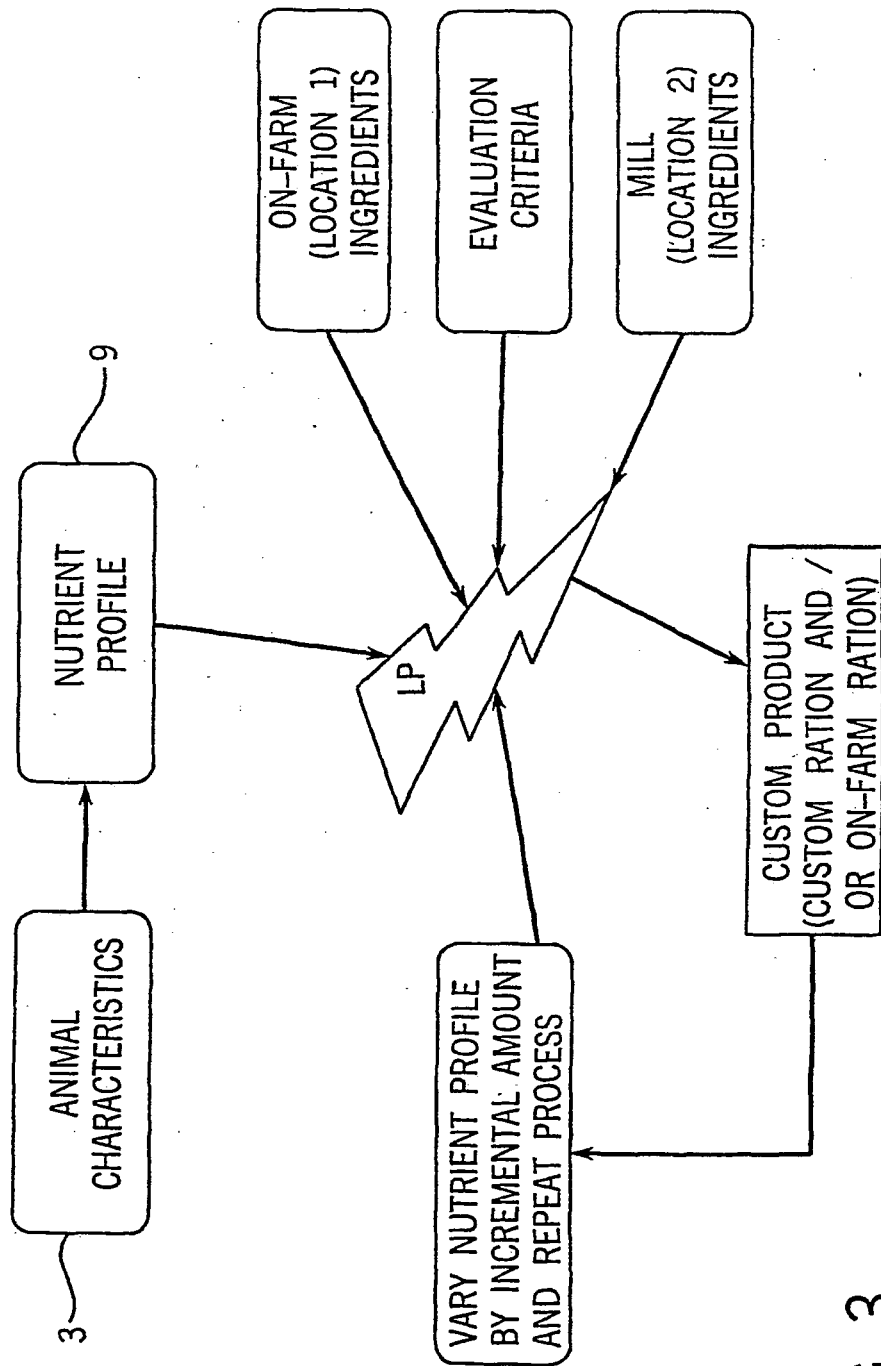 3
ANIMAL
CHARACTERISTICS
9
NUTRIENT
PROFILE
ON-FARM
(LOCATION 1)
INGREDIENTS
EVALUATION
CRITERIA
MILL
(LOCATION 2)
INGREDIENTS
LP
VARY NUTRIENT PROFILE
BY INCREMENTAL AMOUNT
AND REPEAT PROCESS
CUSTOM PRODUCT
(CUSTOM RATION AND /
OR ON-FARM RATION)
3